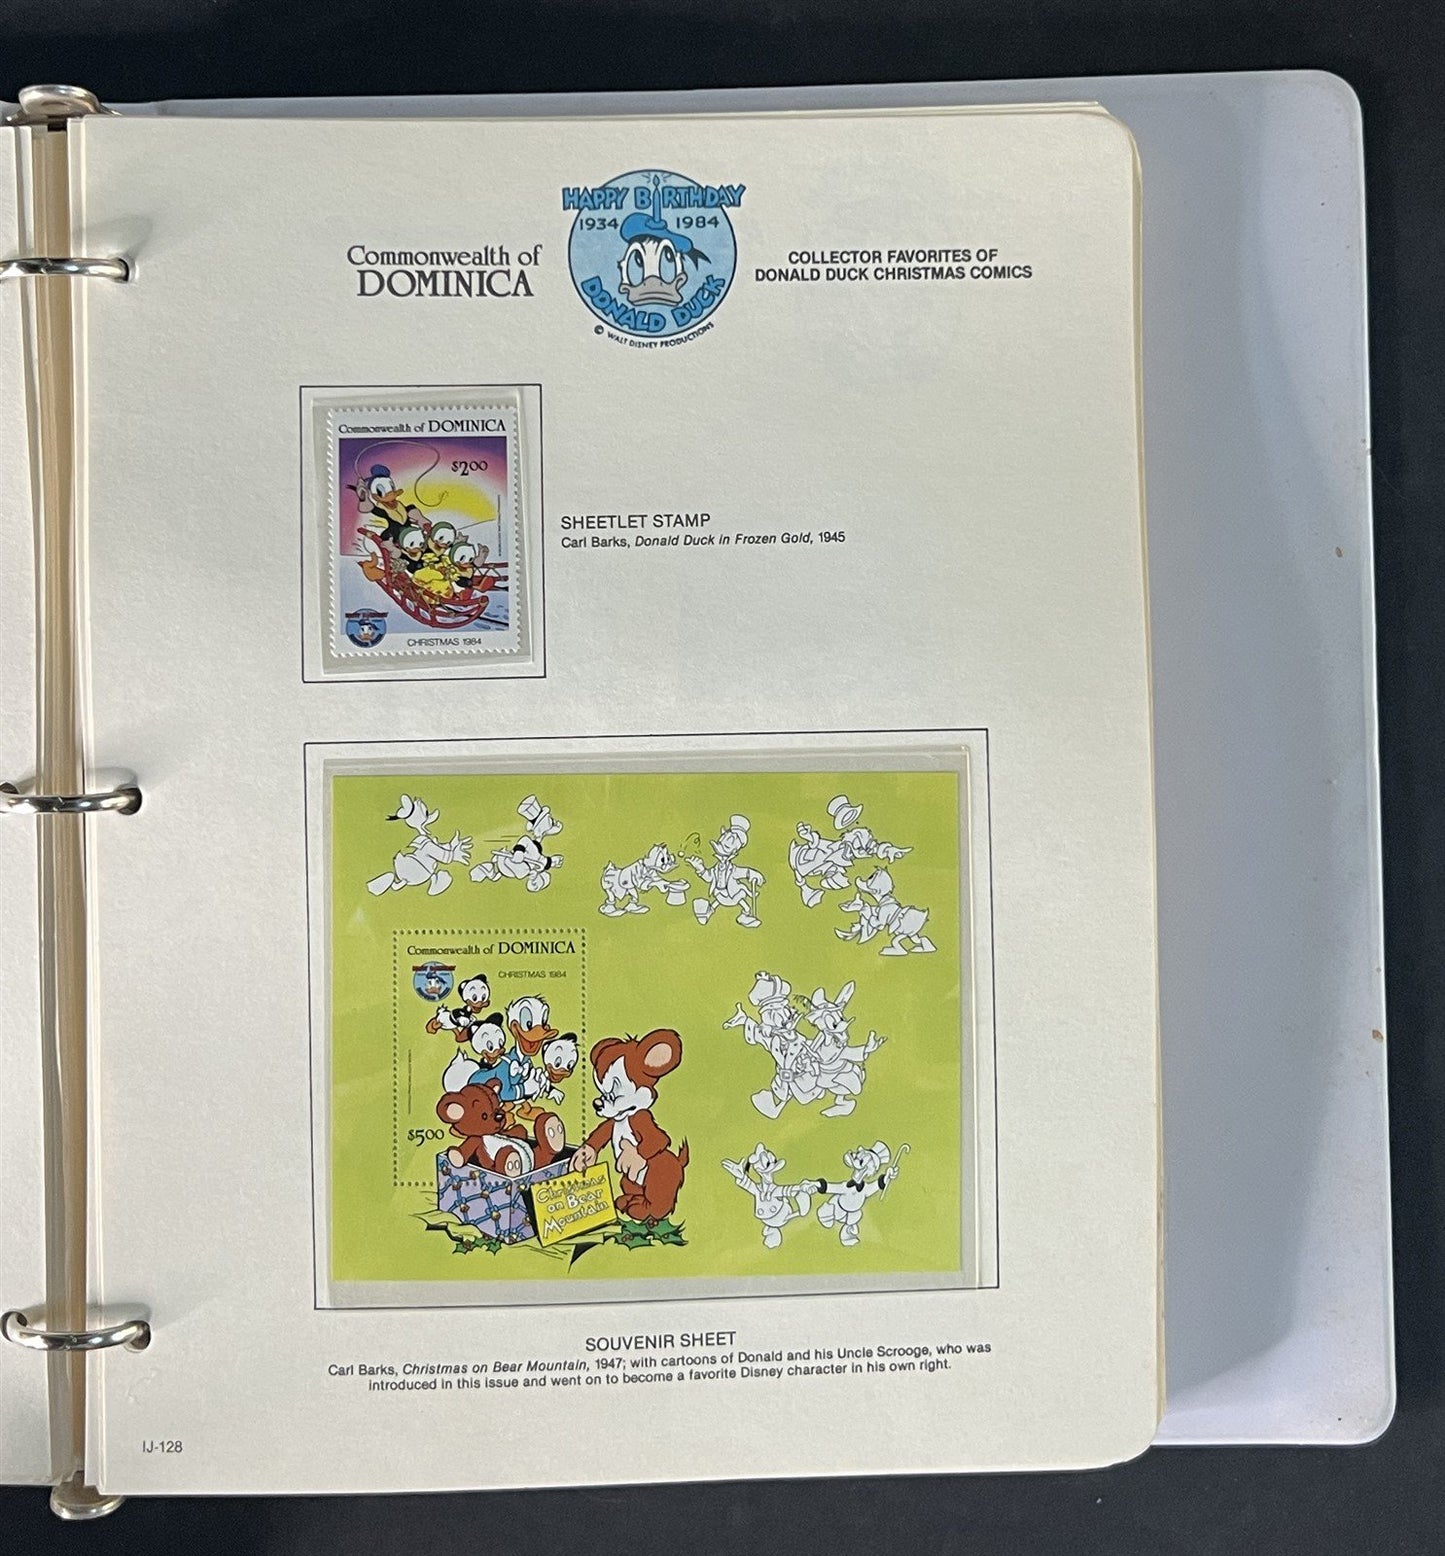 HAPPY BIRTHDAY
1934 1984
DONALD DUCK
© WALT DISNEY PRODUCTIONS
Commonwealth of
DOMINICA
COLLECTOR FAVORITES OF
DONALD DUCK CHRISTMAS COMICS
Commonwealth of DOMINICA
$2.00
CHRISTMAS 1984
SHEETLET STAMP
Carl Barks, Donald Duck in Frozen Gold, 1945
Commonwealth of DOMINICA
CHRISTMAS 1984
$5.00
Christmas
on Bear
Mountain
SOUVENIR SHEET
Carl Barks, Christmas on Bear Mountain, 1947; with cartoons of Donald and his Uncle Scrooge, who was
introduced in this issue and went on to become a favorite Disney character in his own right.
IJ-128